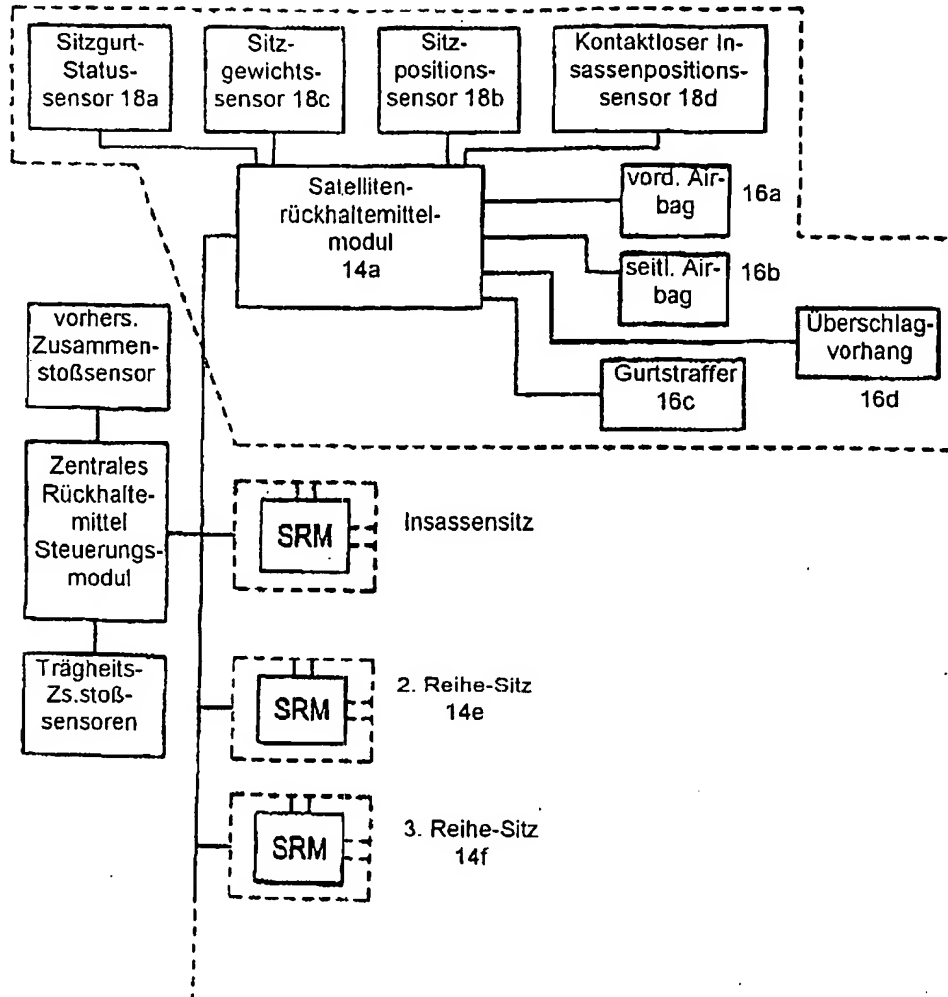 Sitzgurt-
Status-
sensor 18a
Sitz-
gewichts-
sensor 18c
Sitz-
positions-
sensor 18b
Kontaktloser In-
sassenpositions-
sensor 18d
Satelliten-
rückhaltemittel-
modul
14a
vord. Air-
bag
16a
seitl. Air-
bag
16b
Überschlag-
vorhang
16d
Gurtstraffer
16c
vorhers.
Zusammen-
stoßsensor
Zentrales
Rückhalte-
mittel
Steuerungs-
modul
Trägheits-
Zs.stoß-
sensoren
SRM
Insassensitz
SRM
2. Reihe-Sitz
14e
SRM
3. Reihe-Sitz
14f